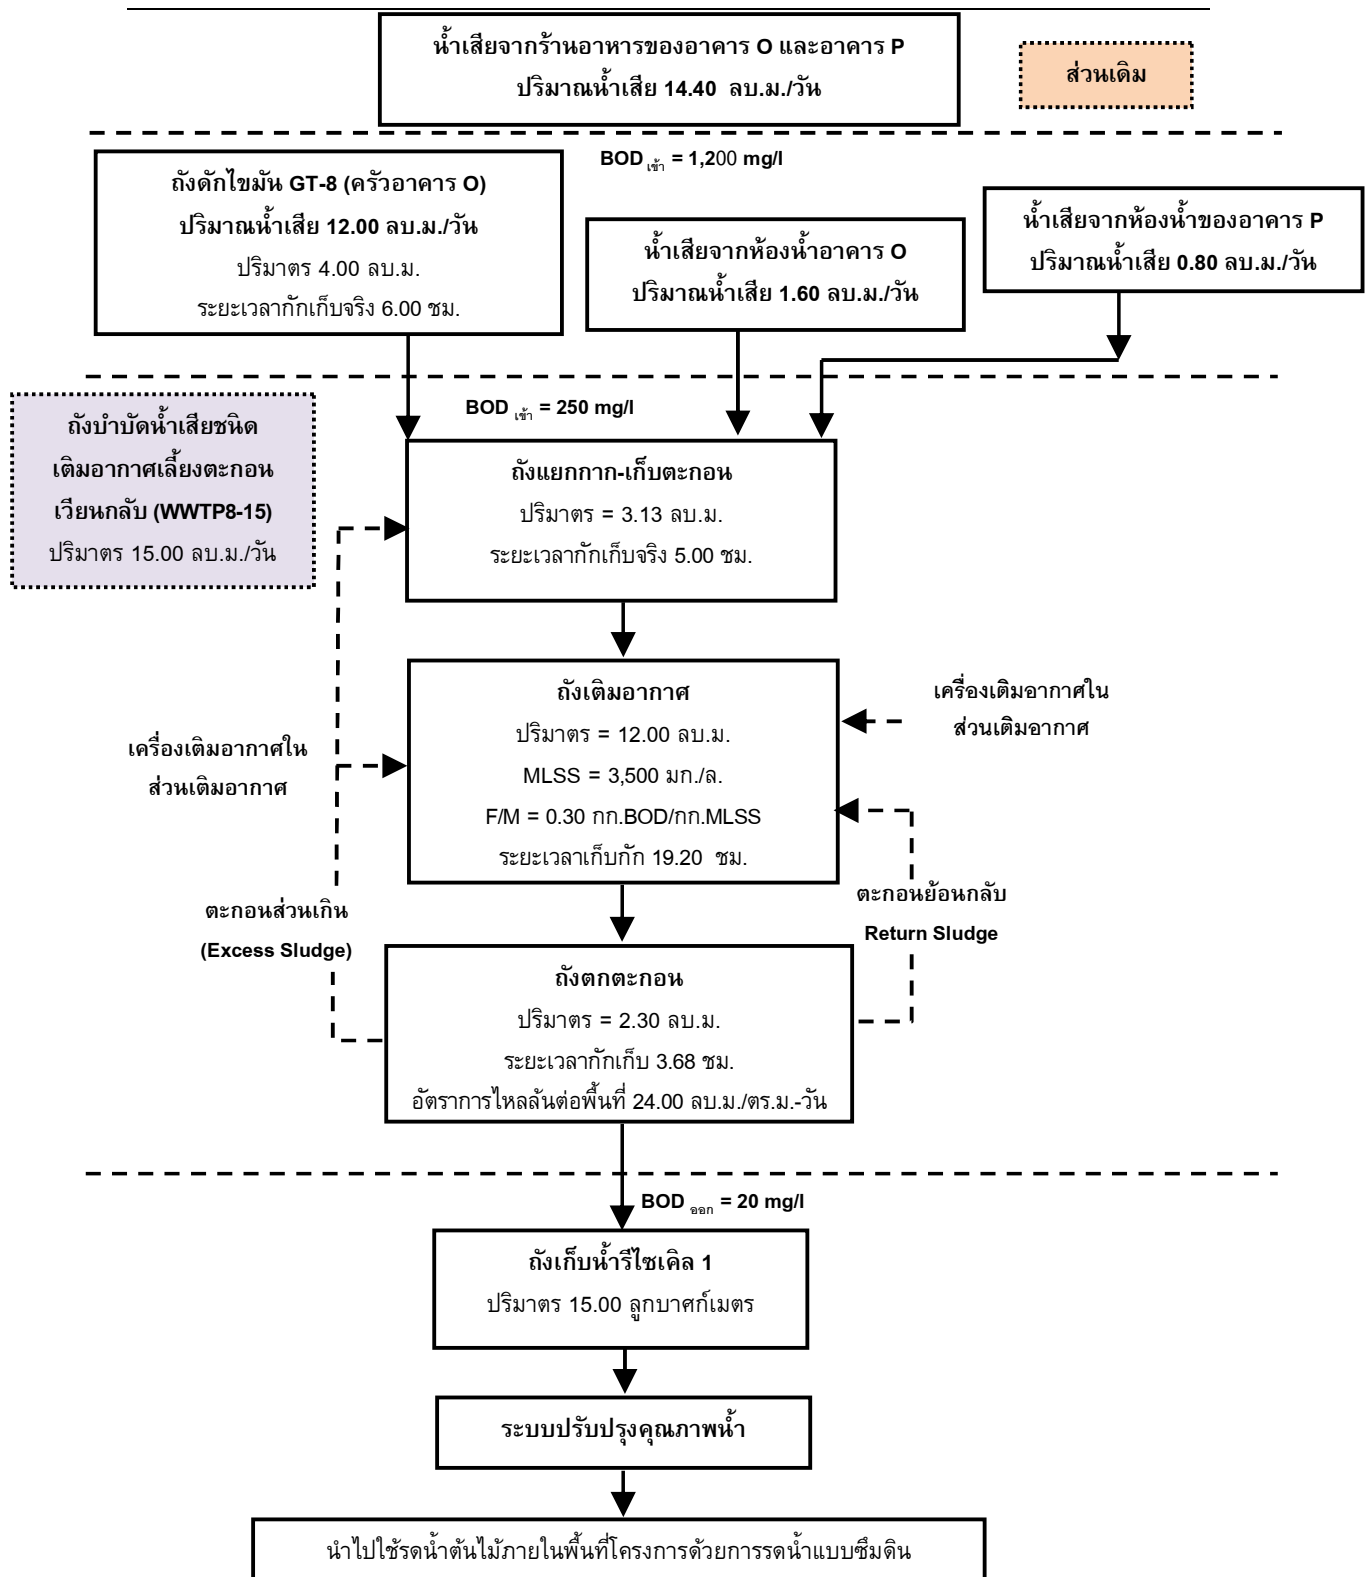 น้ำเสียจากร้านอาหารของอาคาร O และอาคาร P
ปริมาณน้ำเสีย 14.40 ลบ.ม./วัน
ส่วนเดิม
BOD เข้า = 1,200 mg/l
ถังดักไขมัน GT-8 (ครัวอาคาร O)
ปริมาณน้ำเสีย 12.00 ลบ.ม./วัน
ปริมาตร 4.00 ลบ.ม.
ระยะเวลากักเก็บจริง 6.00 ชม.
น้ำเสียจากห้องน้ำอาคาร O
ปริมาณน้ำเสีย 1.60 ลบ.ม./วัน
น้ำเสียจากห้องน้ำของอาคาร P
ปริมาณน้ำเสีย 0.80 ลบ.ม./วัน
BOD เข้า = 250 mg/l
ถังบำบัดน้ำเสียชนิด
เติมอากาศเลี้ยงตะกอน
เวียนกลับ (WWTP8-15)
ปริมาตร 15.00 ลบ.ม./วัน
ถังแยกกาก-เก็บตะกอน
ปริมาตร = 3.13 ลบ.ม.
ระยะเวลากักเก็บจริง 5.00 ชม.
ถังเติมอากาศ
ปริมาตร = 12.00 ลบ.ม.
MLSS = 3,500 มก./ล.
F/M = 0.30 กก.BOD/กก.MLSS
ระยะเวลาเก็บกัก 19.20 ชม.
เครื่องเติมอากาศใน
ส่วนเติมอากาศ
เครื่องเติมอากาศใน
ส่วนเติมอากาศ
ตะกอนส่วนเกิน
(Excess Sludge)
ตะกอนย้อนกลับ
Return Sludge
ถังตกตะกอน
ปริมาตร = 2.30 ลบ.ม.
ระยะเวลากักเก็บ 3.68 ชม.
อัตราการไหลล้นต่อพื้นที่ 24.00 ลบ.ม./ตร.ม.-วัน
BOD ออก = 20 mg/l
ถังเก็บน้ำรีไซเคิล 1
ปริมาตร 15.00 ลูกบาศก์เมตร
ระบบปรับปรุงคุณภาพน้ำ
นำไปใช้รดน้ำต้นไม้ภายในพื้นที่โครงการด้วยการรดน้ำแบบซึมดิน